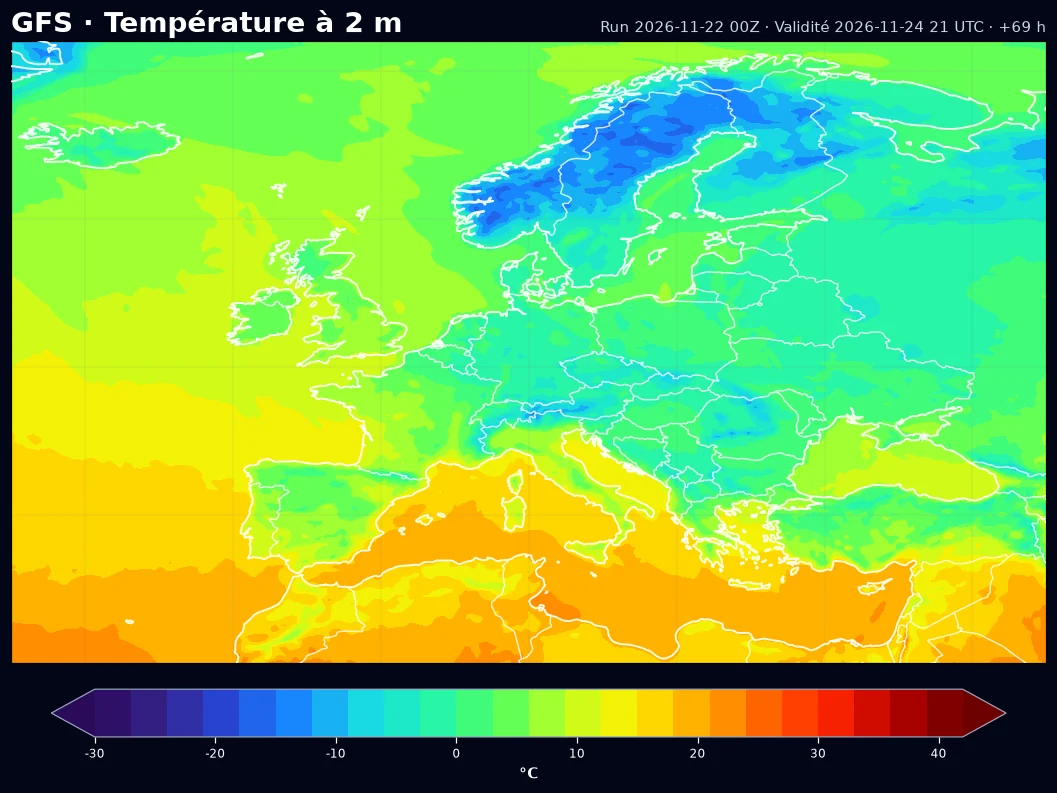 GFS · Température à 2 m
Run 2026-11-22 00Z · Validité 2026-11-24 21 UTC · +69 h
-30 -20 -10 0 10 20 30 40
°C